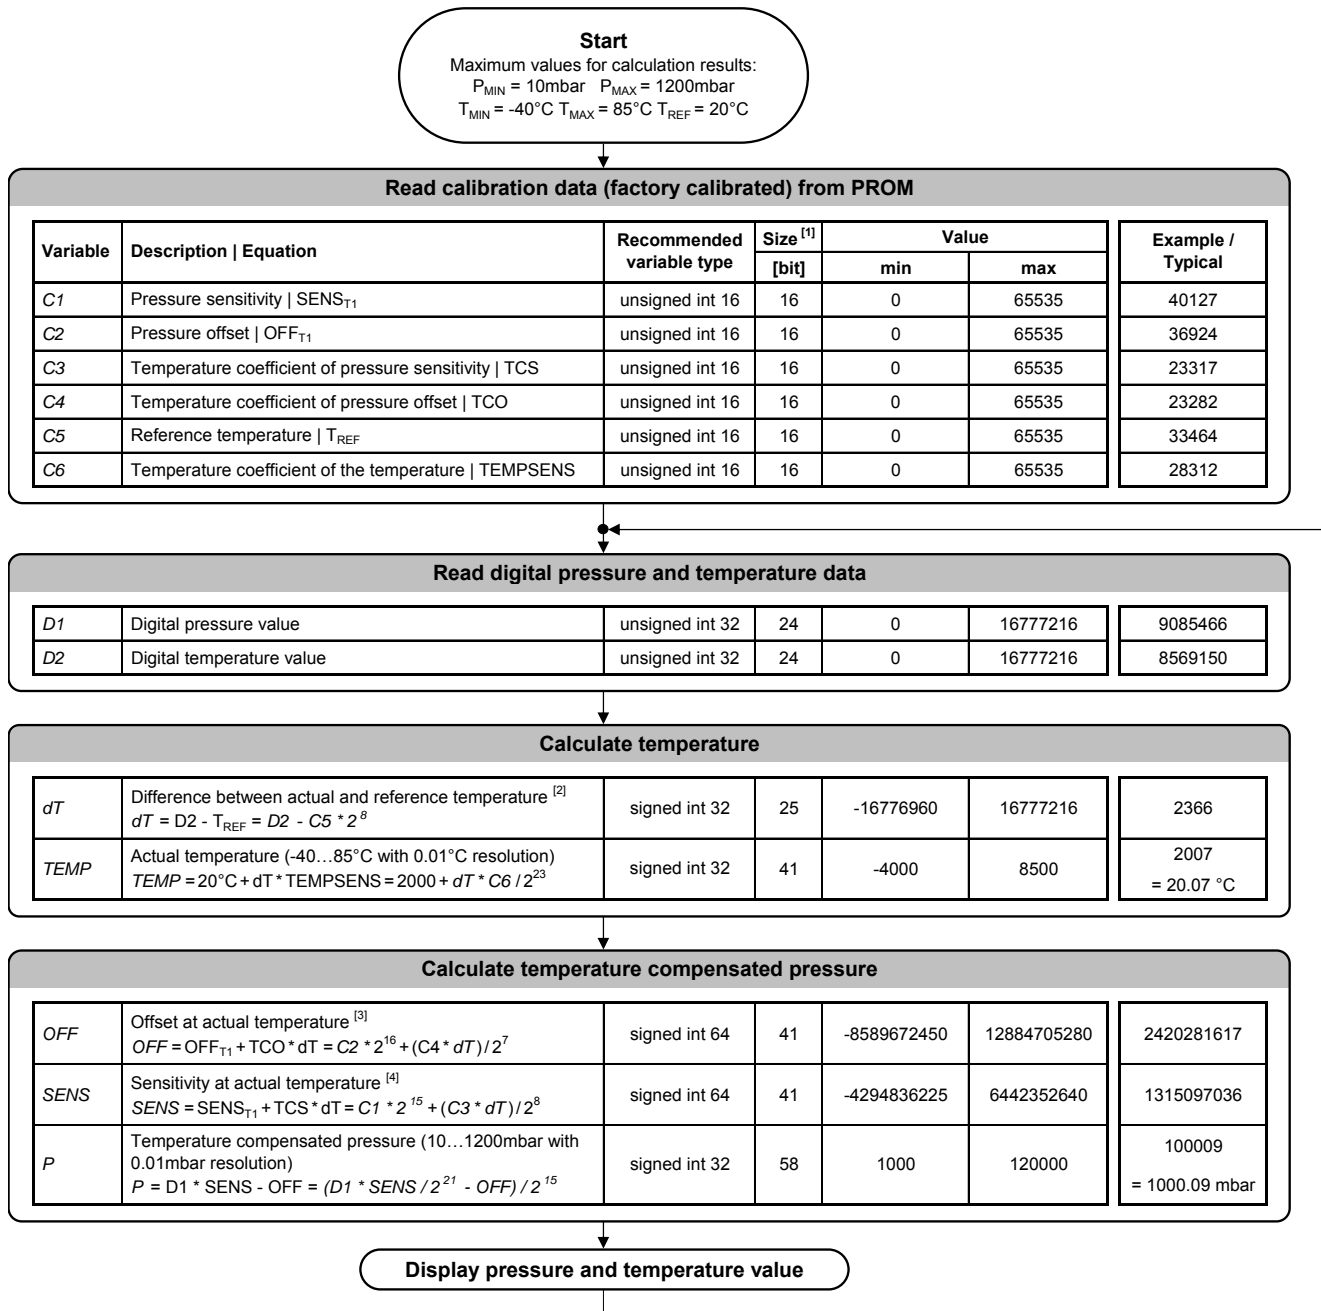 Start
Maximum values for calculation results:
PMIN = 10mbar PMAX = 1200mbar
TMIN = -40°C TMAX = 85°C TREF = 20°C
Read calibration data (factory calibrated) from PROM
Variable | Description | Equation | Recommended variable type | Size [1] [bit] | Value min | max | Example / Typical
C1 Pressure sensitivity | SENST1 unsigned int 16 16 0 65535 40127
C2 Pressure offset | OFFT1 unsigned int 16 16 0 65535 36924
C3 Temperature coefficient of pressure sensitivity | TCS unsigned int 16 16 0 65535 23317
C4 Temperature coefficient of pressure offset | TCO unsigned int 16 16 0 65535 23282
C5 Reference temperature | TREF unsigned int 16 16 0 65535 33464
C6 Temperature coefficient of the temperature | TEMPSENS unsigned int 16 16 0 65535 28312
Read digital pressure and temperature data
D1 Digital pressure value unsigned int 32 24 0 16777216 9085466
D2 Digital temperature value unsigned int 32 24 0 16777216 8569150
Calculate temperature
dT Difference between actual and reference temperature [2]
dT = D2 - TREF = D2 - C5 * 2^8
signed int 32 25 -16776960 16777216 2366
TEMP Actual temperature (-40…85°C with 0.01°C resolution)
TEMP = 20°C + dT * TEMPSENS = 2000 + dT * C6 / 2^23
signed int 32 41 -4000 8500 2007
= 20.07 °C
Calculate temperature compensated pressure
OFF Offset at actual temperature [3]
OFF = OFFT1 + TCO * dT = C2 * 2^16 + (C4 * dT) / 2^7
signed int 64 41 -8589672450 12884705280 2420281617
SENS Sensitivity at actual temperature [4]
SENS = SENST1 + TCS * dT = C1 * 2^15 + (C3 * dT) / 2^8
signed int 64 41 -4294836225 6442352640 1315097036
P Temperature compensated pressure (10…1200mbar with
0.01mbar resolution)
P = D1 * SENS - OFF = (D1 * SENS / 2^21 - OFF) / 2^15
signed int 32 58 1000 120000 100009
= 1000.09 mbar
Display pressure and temperature value